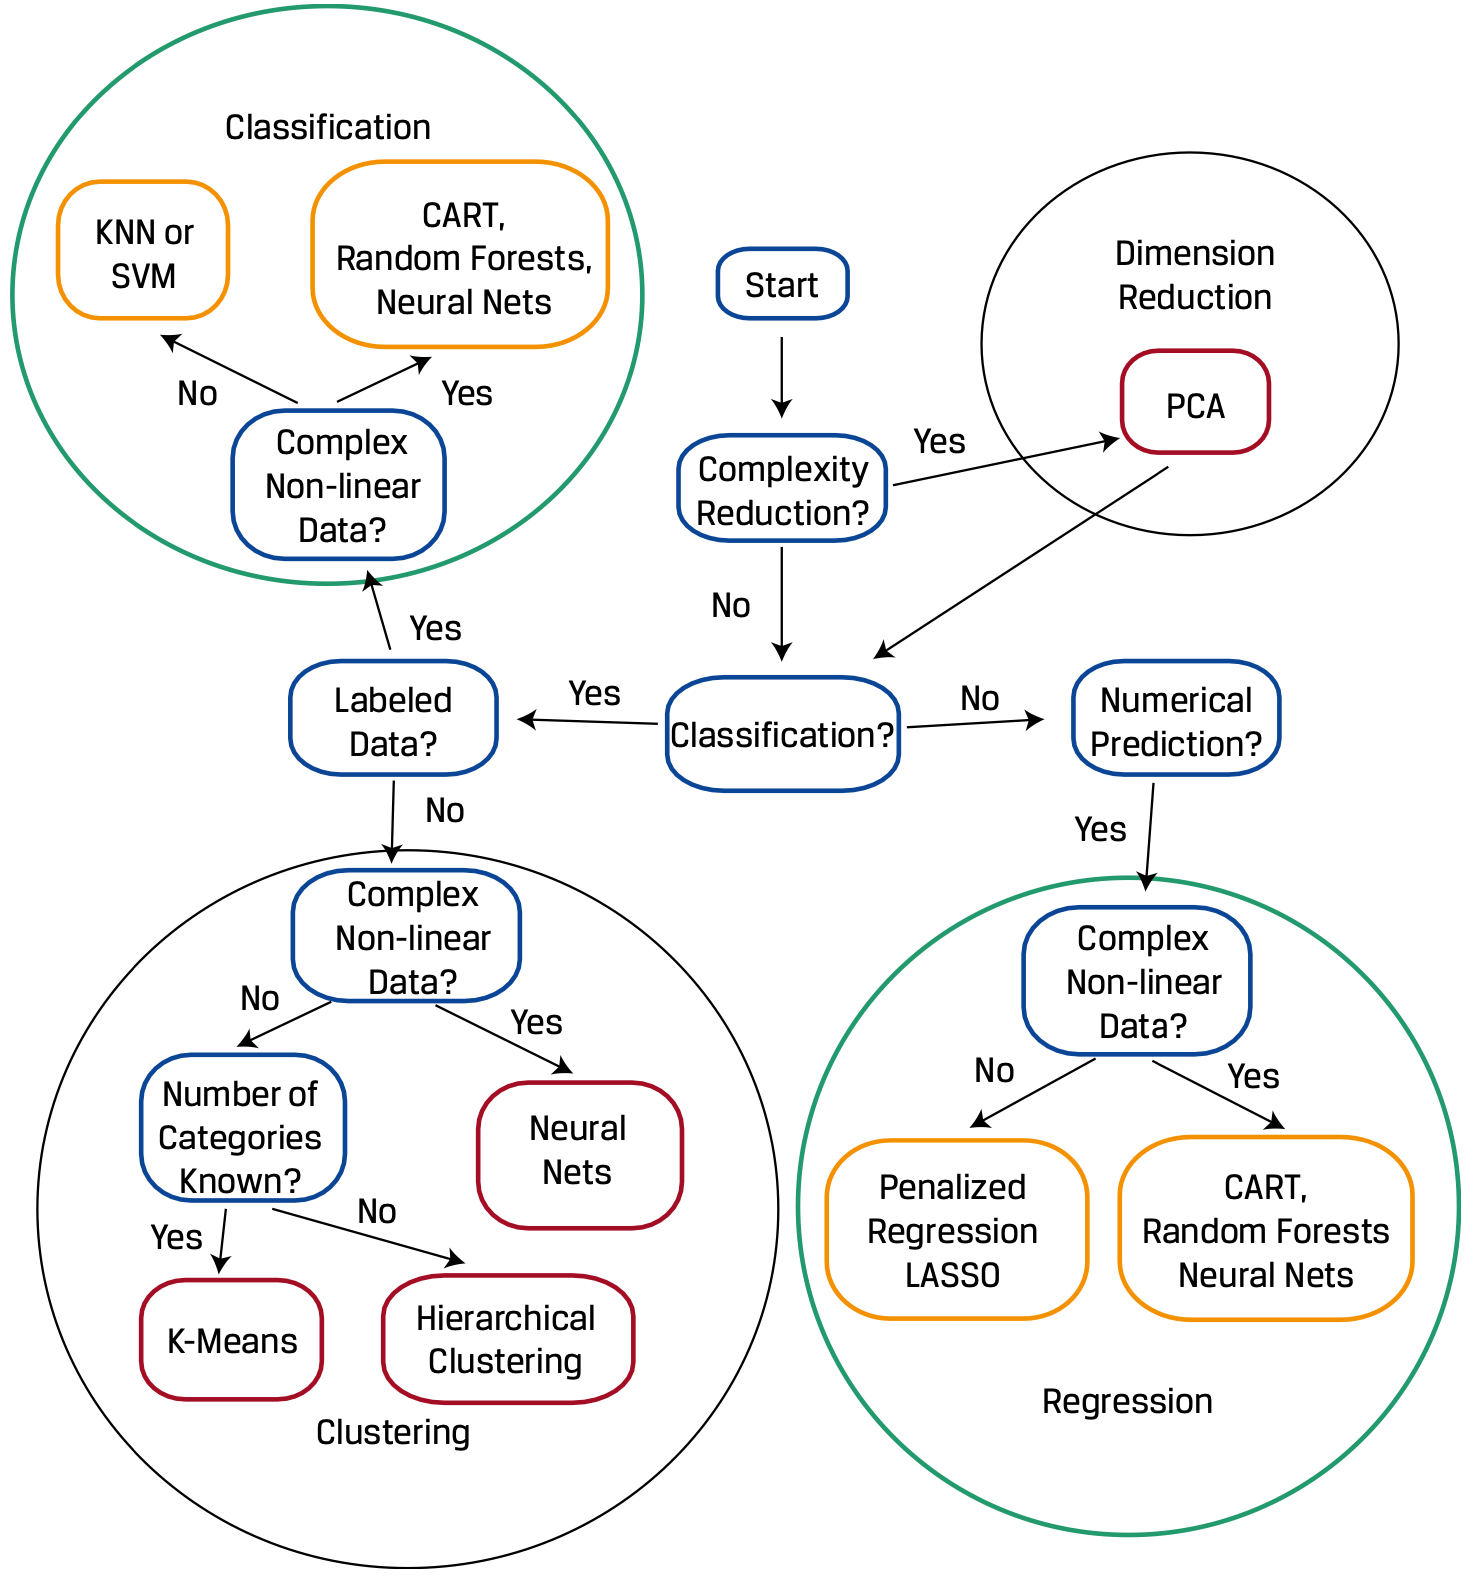 Classification
KNN or
SVM
CART,
Random Forests,
Neural Nets
No
Yes
Complex
Non-linear
Data?
Start
Dimension
Reduction
PCA
Complexity
Reduction?
Yes
No
Yes
Labeled
Data?
Yes
Classification?
No
Numerical
Prediction?
No
Yes
Complex
Non-linear
Data?
No
Yes
Number of
Categories
Known?
Neural
Nets
Yes
No
K-Means
Hierarchical
Clustering
Clustering
Complex
Non-linear
Data?
No
Yes
Penalized
Regression
LASSO
CART,
Random Forests
Neural Nets
Regression